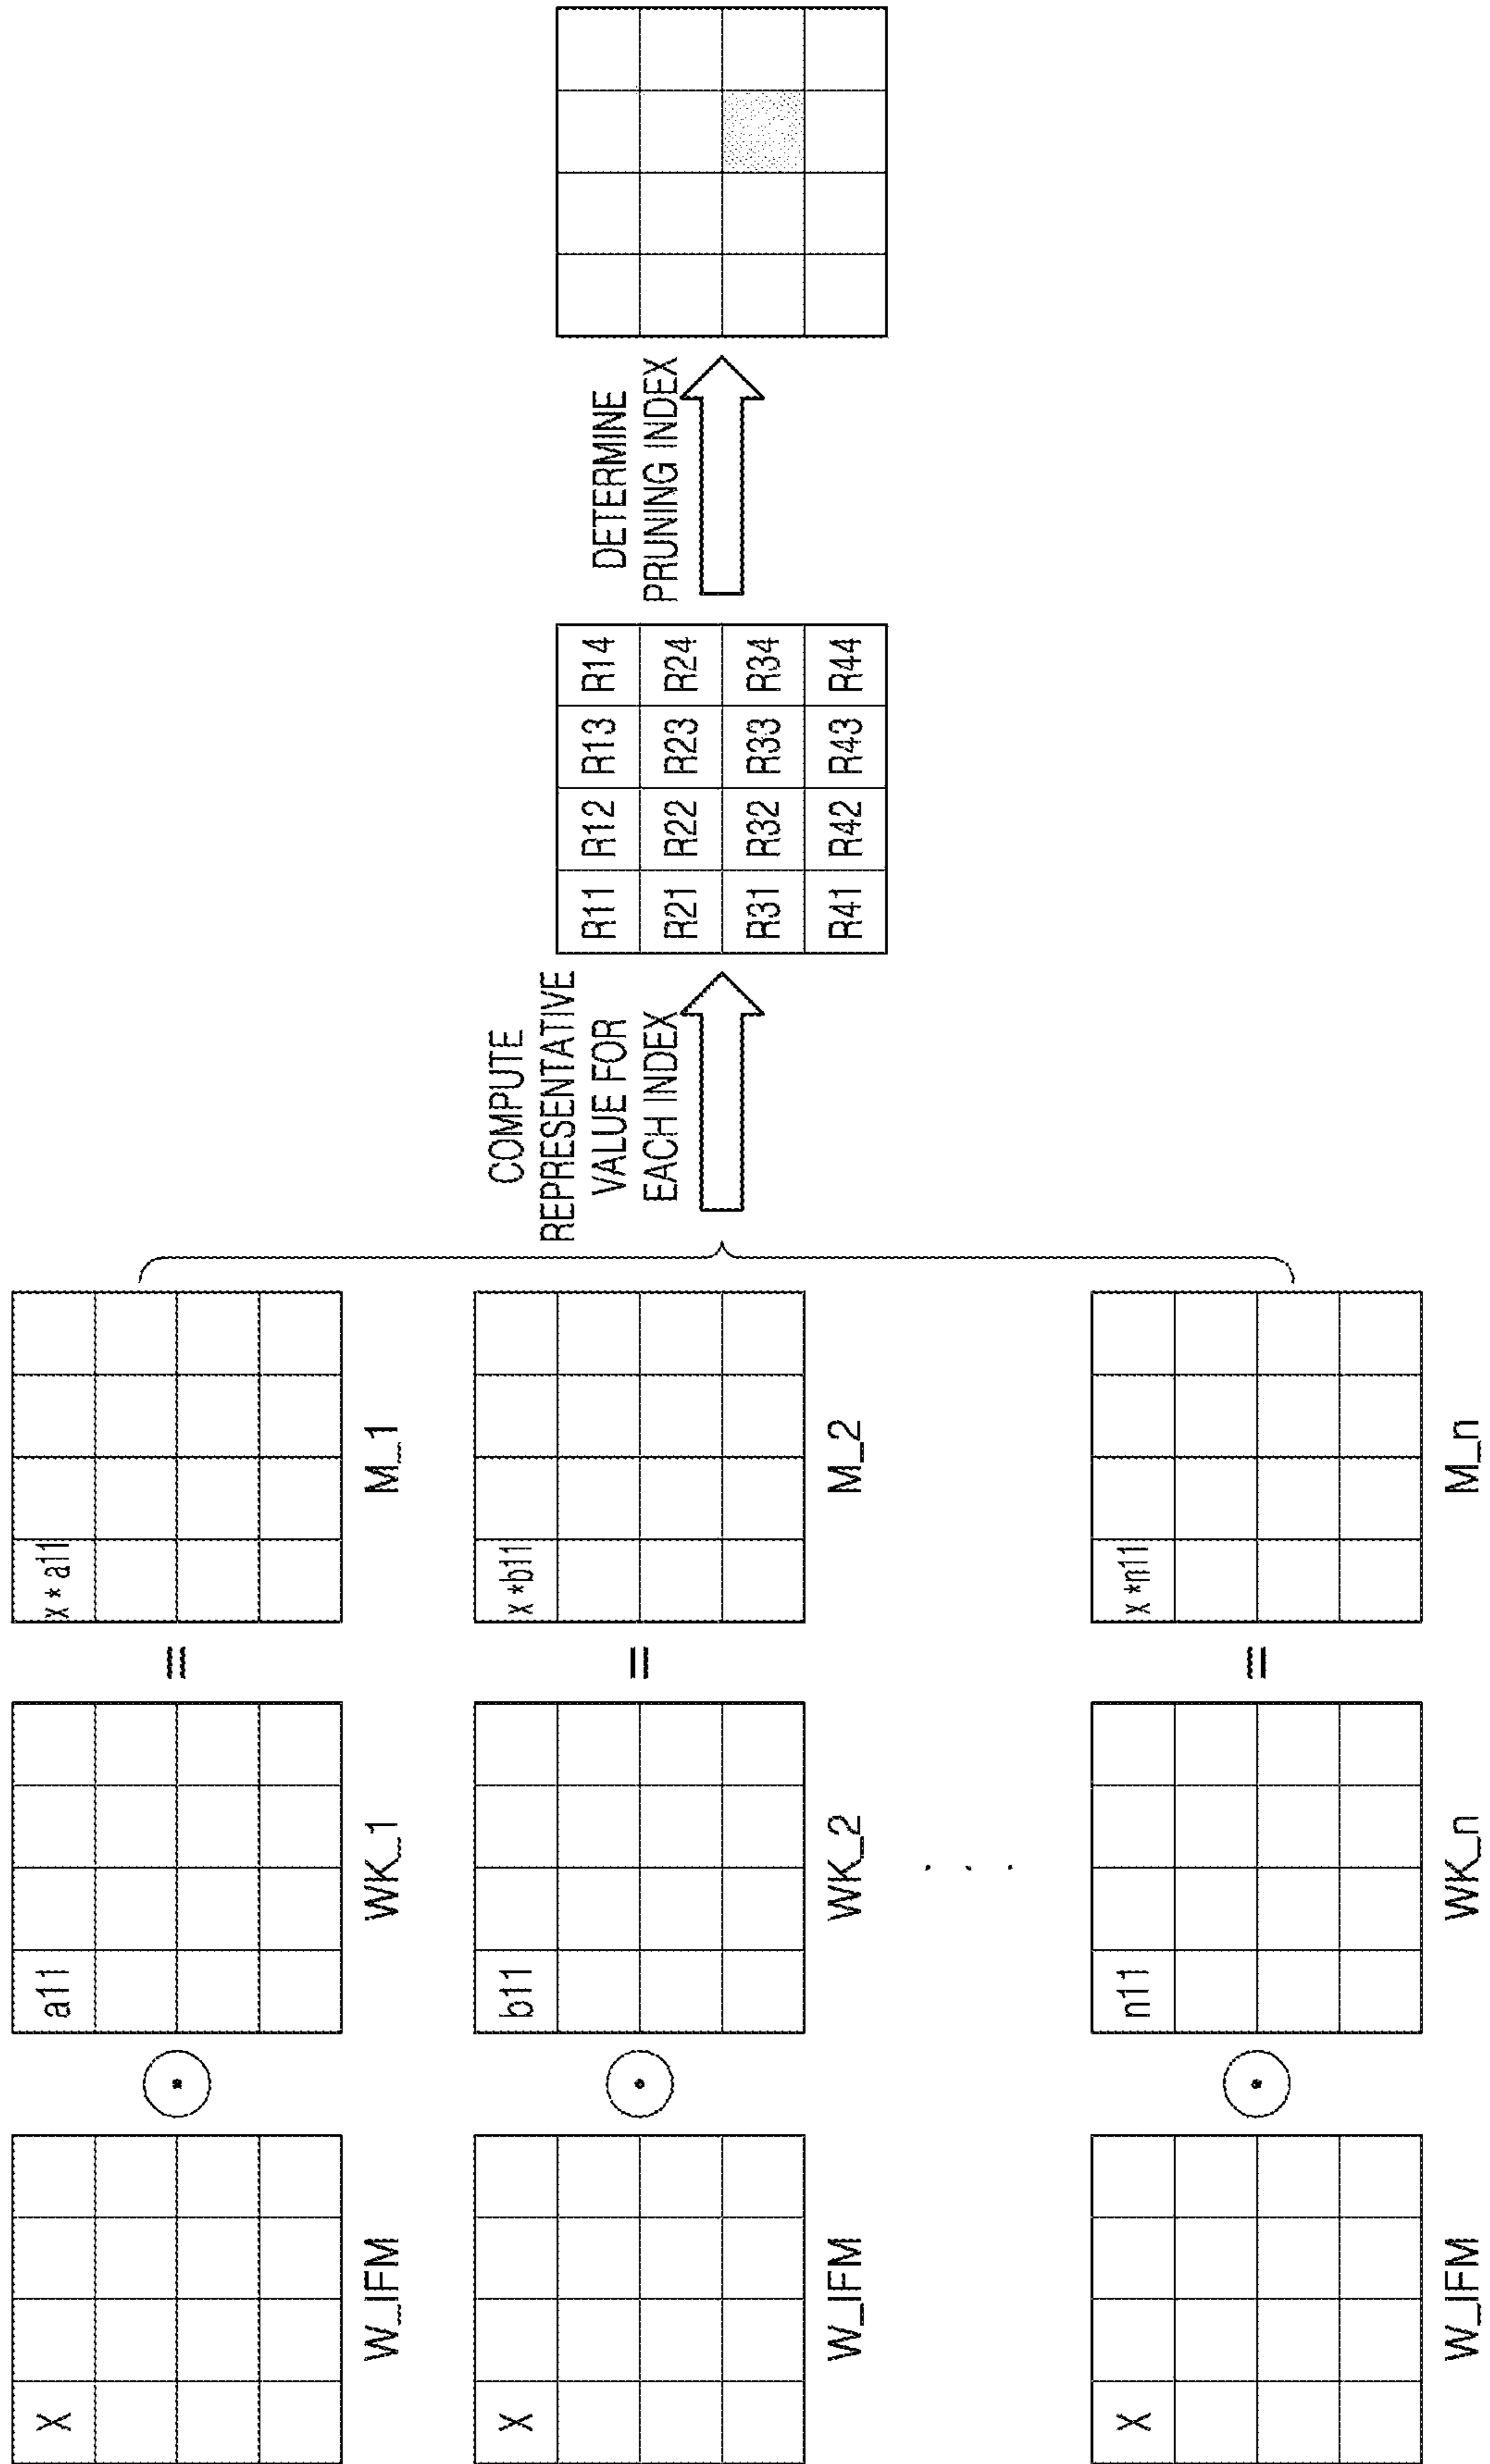 X
W_IFM
a11
WK_1
=
x * a11
M_1
X
W_IFM
b11
WK_2
=
x *b11
M_2
. . .
X
W_IFM
n11
WK_n
=
x *n11
M_n
COMPUTE
REPRESENTATIVE
VALUE FOR
EACH INDEX
R11 R12 R13 R14
R21 R22 R23 R24
R31 R32 R33 R34
R41 R42 R43 R44
DETERMINE
PRUNING INDEX